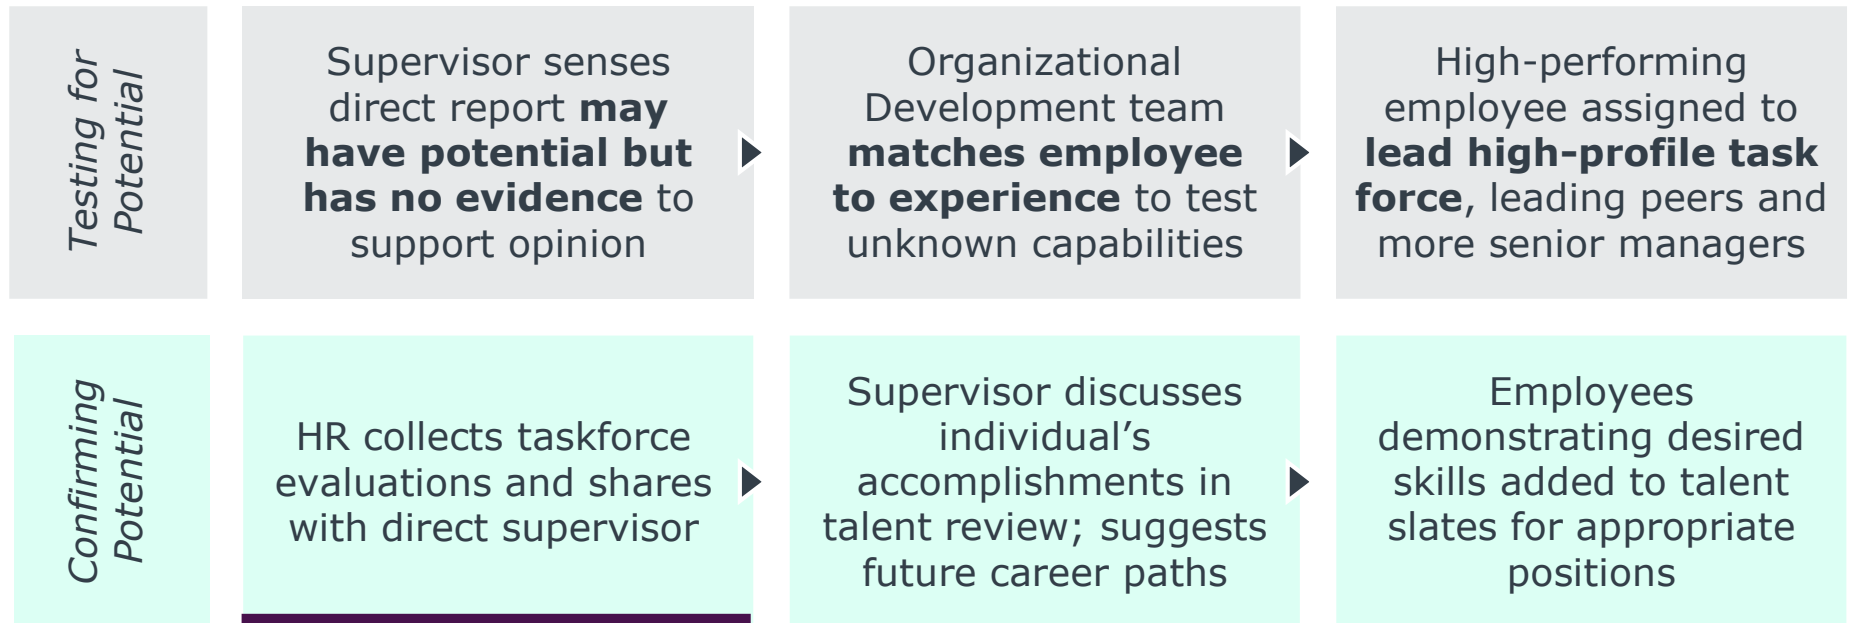 Testing for
Potential
Supervisor senses
direct report may
have potential but
has no evidence to
support opinion
Organizational
Development team
matches employee
to experience to test
unknown capabilities
High-performing
employee assigned to
lead high-profile task
force, leading peers and
more senior managers
Confirming
Potential
HR collects taskforce
evaluations and shares
with direct supervisor
Supervisor discusses
individual’s
accomplishments in
talent review; suggests
future career paths
Employees
demonstrating desired
skills added to talent
slates for appropriate
positions